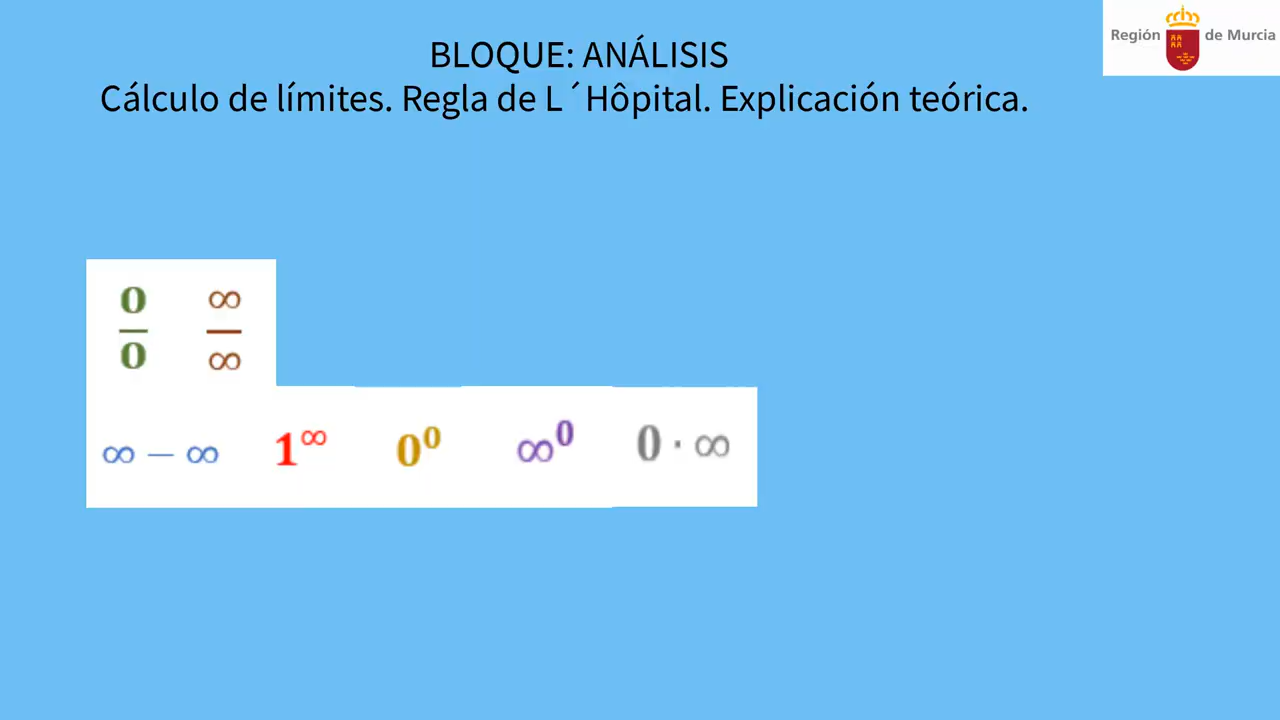 Región de Murcia
BLOQUE: ANÁLISIS
Cálculo de límites. Regla de L´Hôpital. Explicación teórica.
0/0 ∞/∞
∞ − ∞ 1^∞ 0^0 ∞^0 0 · ∞